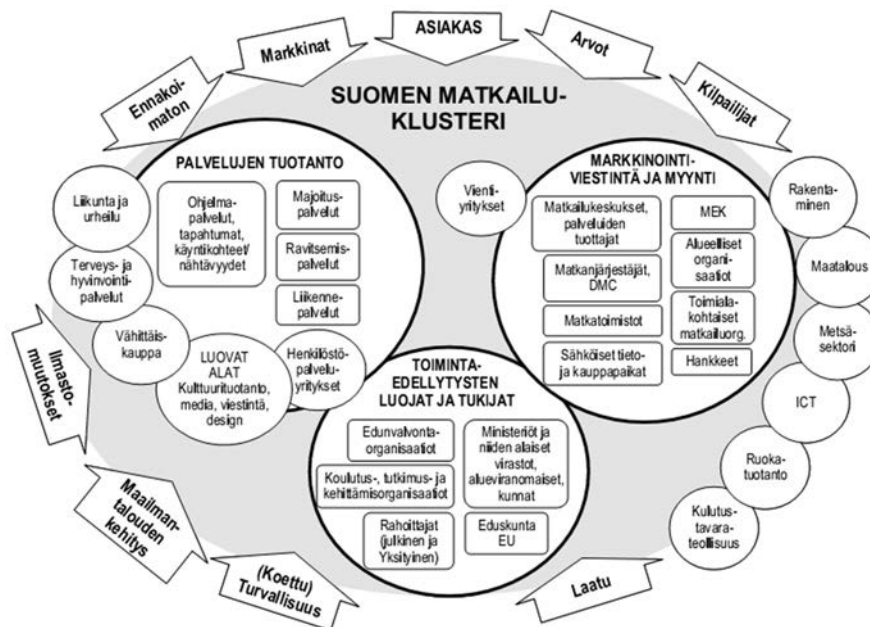 ASIAKAS
Markkinat
Arvot
Ennakoi-
maton
Kilpailijat
SUOMEN MATKAILU-
KLUSTERI
PALVELUJEN TUOTANTO
Liikunta ja
urheilu
Ohjelma-
palvelut,
tapahtumat,
käyntikohteet/
nähtävyydet
Majoitus-
palvelut
Ravitsemis-
palvelut
Liikenne-
palvelut
Terveys- ja
hyvinvointi-
palvelut
Vähittäis-
kauppa
LUOVAT
ALAT
Kulttuurituotanto,
media, viestintä,
design
Henkilöstö-
palvelu-
yritykset
Vienti-
yritykset
MARKKINOINTI-
VIESTINTÄ JA MYYNTI
Matkailukeskukset,
palveluiden
tuottajat
MEK
Alueelliset
organi-
saatiot
Matkanjärjestäjät,
DMC
Toimiala-
kohtaiset
matkailuorg.
Matkatoimistot
Sähköiset tieto-
ja kauppapaikat
Hankkeet
Rakenta-
minen
Maatalous
Metsä-
sektori
ICT
Ruoka-
tuotanto
Kulutus-
tavara-
teollisuus
TOIMINTA-
EDELLYTYSTEN
LUOJAT JA TUKIJAT
Edunvalvonta-
organisaatiot
Ministeriöt ja
niiden alaiset
virastot,
alueviranomaiset,
kunnat
Koulutus-, tutkimus- ja
kehittämisorganisaatiot
Rahoittajat
(julkinen ja
Yksityinen)
Eduskunta
EU
Ilmasto-
muutokset
Maailman-
talouden
kehitys
(Koettu)
Turvallisuus
Laatu